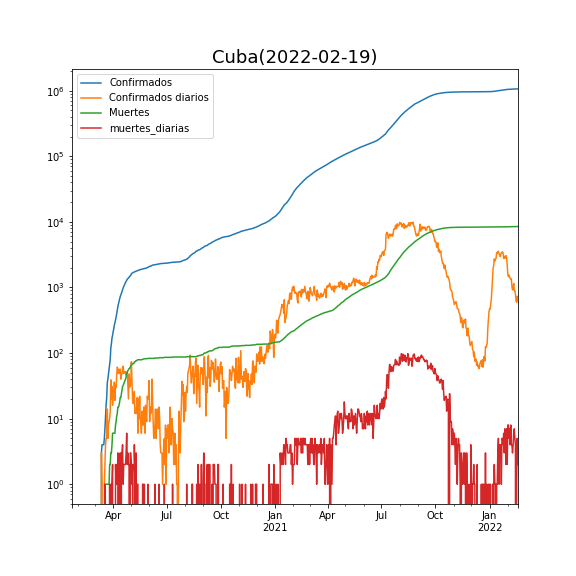 Cuba(2022-02-19)
Confirmados
Confirmados diarios
Muertes
muertes_diarias
10⁶
10⁵
10⁴
10³
10²
10¹
10⁰
Apr Jul Oct Jan Apr Jul Oct Jan
2021 2022